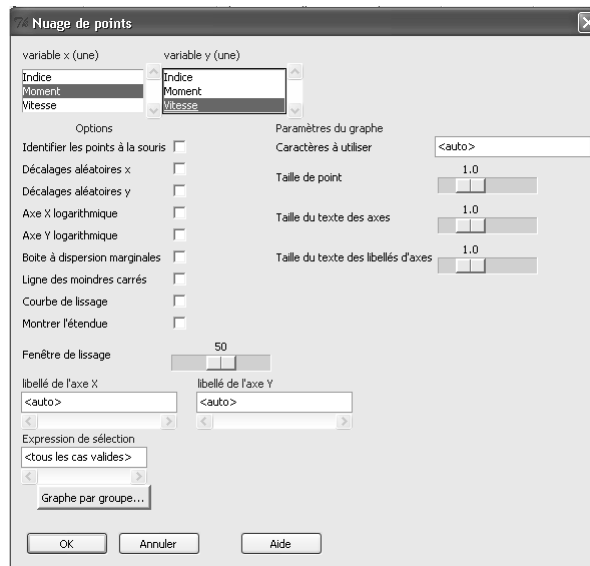 Nuage de points
variable x (une)
variable y (une)
Indice
Moment
Vitesse
Indice
Moment
Vitesse
Options
Paramètres du graphe
Identifier les points à la souris
Caractères à utiliser
<auto>
Décalages aléatoires x
Taille de point
1.0
Décalages aléatoires y
Axe X logarithmique
Taille du texte des axes
1.0
Axe Y logarithmique
Boite à dispersion marginales
Taille du texte des libellés d'axes
1.0
Ligne des moindres carrés
Courbe de lissage
Montrer l'étendue
Fenêtre de lissage
50
libellé de l'axe X
libellé de l'axe Y
<auto>
<auto>
Expression de sélection
<tous les cas valides>
Graphe par groupe...
OK
Annuler
Aide